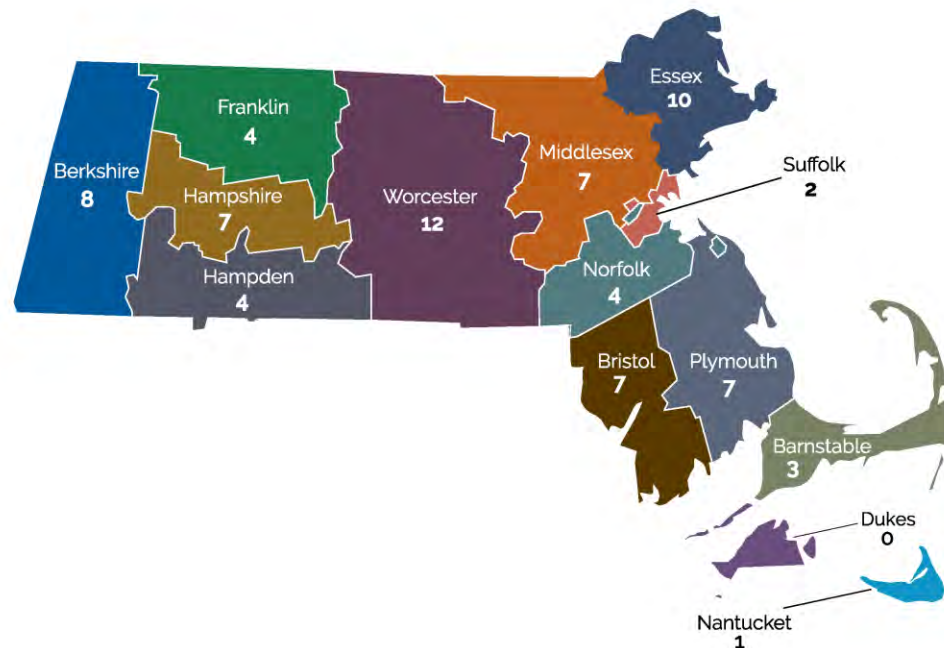 Essex
10
Franklin
4
Middlesex
7
Suffolk
2
Berkshire
8
Hampshire
7
Worcester
12
Hampden
4
Norfolk
4
Bristol
7
Plymouth
7
Barnstable
3
Dukes
0
Nantucket
1